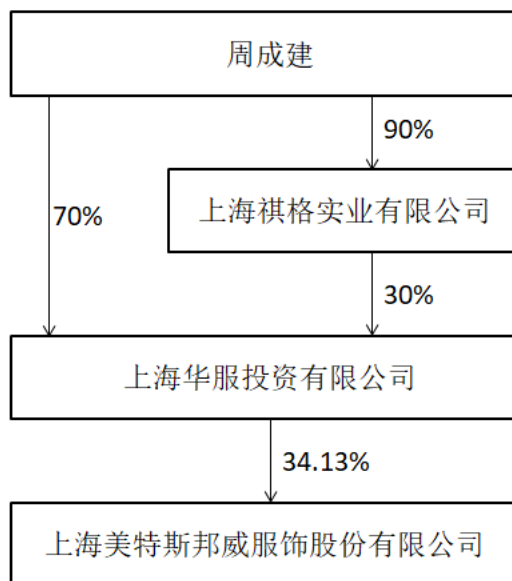 周成建
90%
上海祺格实业有限公司
70%
30%
上海华服投资有限公司
34.13%
上海美特斯邦威服饰股份有限公司